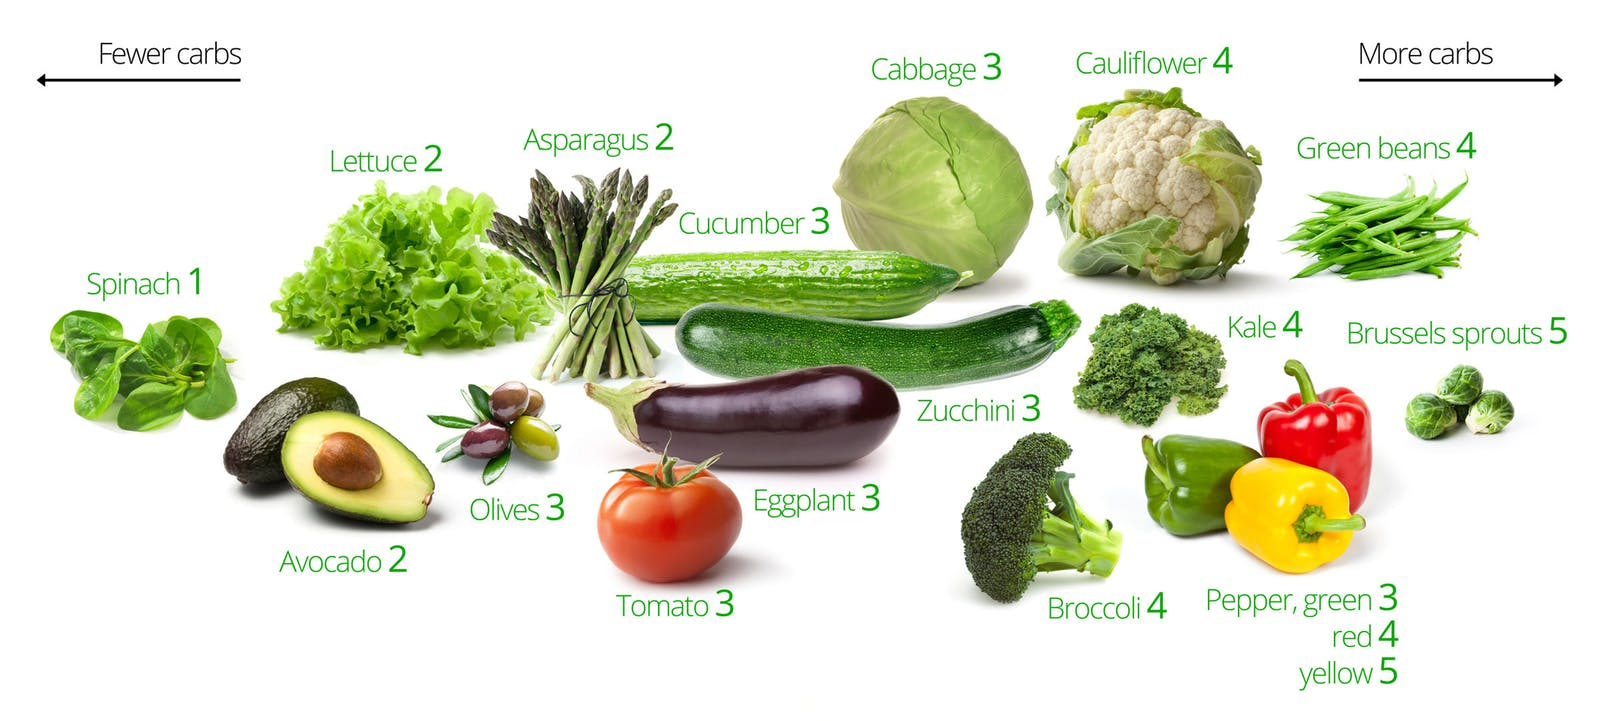 Fewer carbs
More carbs
Cabbage 3
Cauliflower 4
Asparagus 2
Lettuce 2
Green beans 4
Cucumber 3
Spinach 1
Kale 4
Brussels sprouts 5
Zucchini 3
Olives 3
Eggplant 3
Avocado 2
Tomato 3
Broccoli 4
Pepper, green 3
red 4
yellow 5